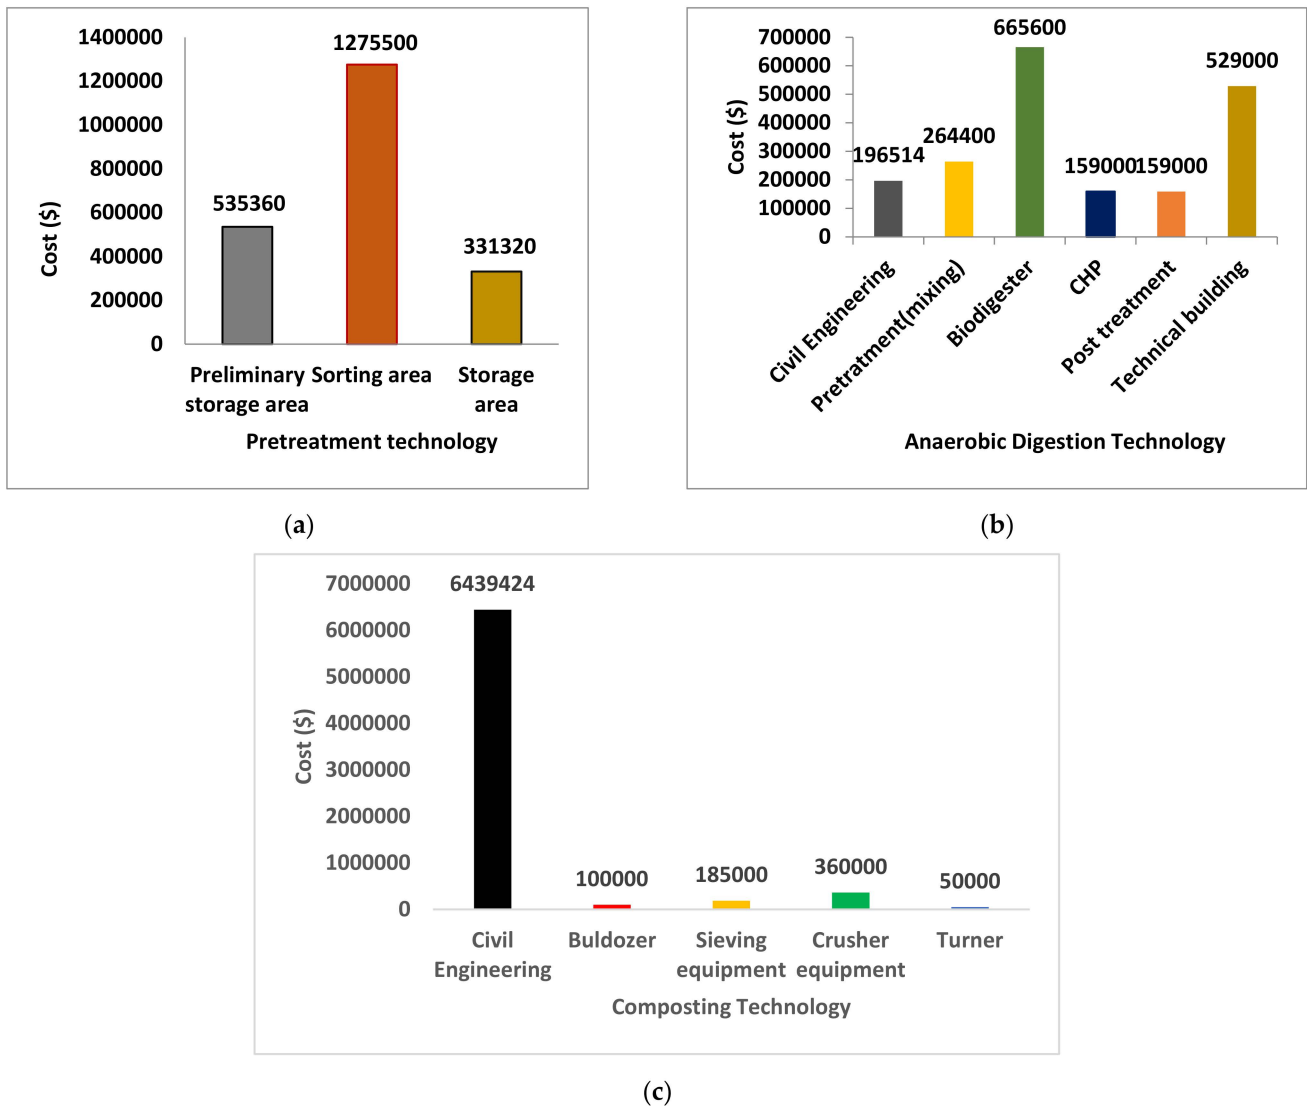 1400000
1200000
1000000
800000
600000
400000
200000
0
Cost ($)
535360
1275500
331320
Preliminary storage area
Sorting area
Storage area
Pretreatment technology
(a)
700000
600000
500000
400000
300000
200000
100000
0
Cost ($)
196514
264400
665600
159000
159000
529000
Civil Engineering
Pretratment(mixing)
Biodigester
CHP
Post treatment
Technical building
Anaerobic Digestion Technology
(b)
7000000
6000000
5000000
4000000
3000000
2000000
1000000
0
Cost ($)
6439424
100000
185000
360000
50000
Civil Engineering
Buldozer
Sieving equipment
Crusher equipment
Turner
Composting Technology
(c)